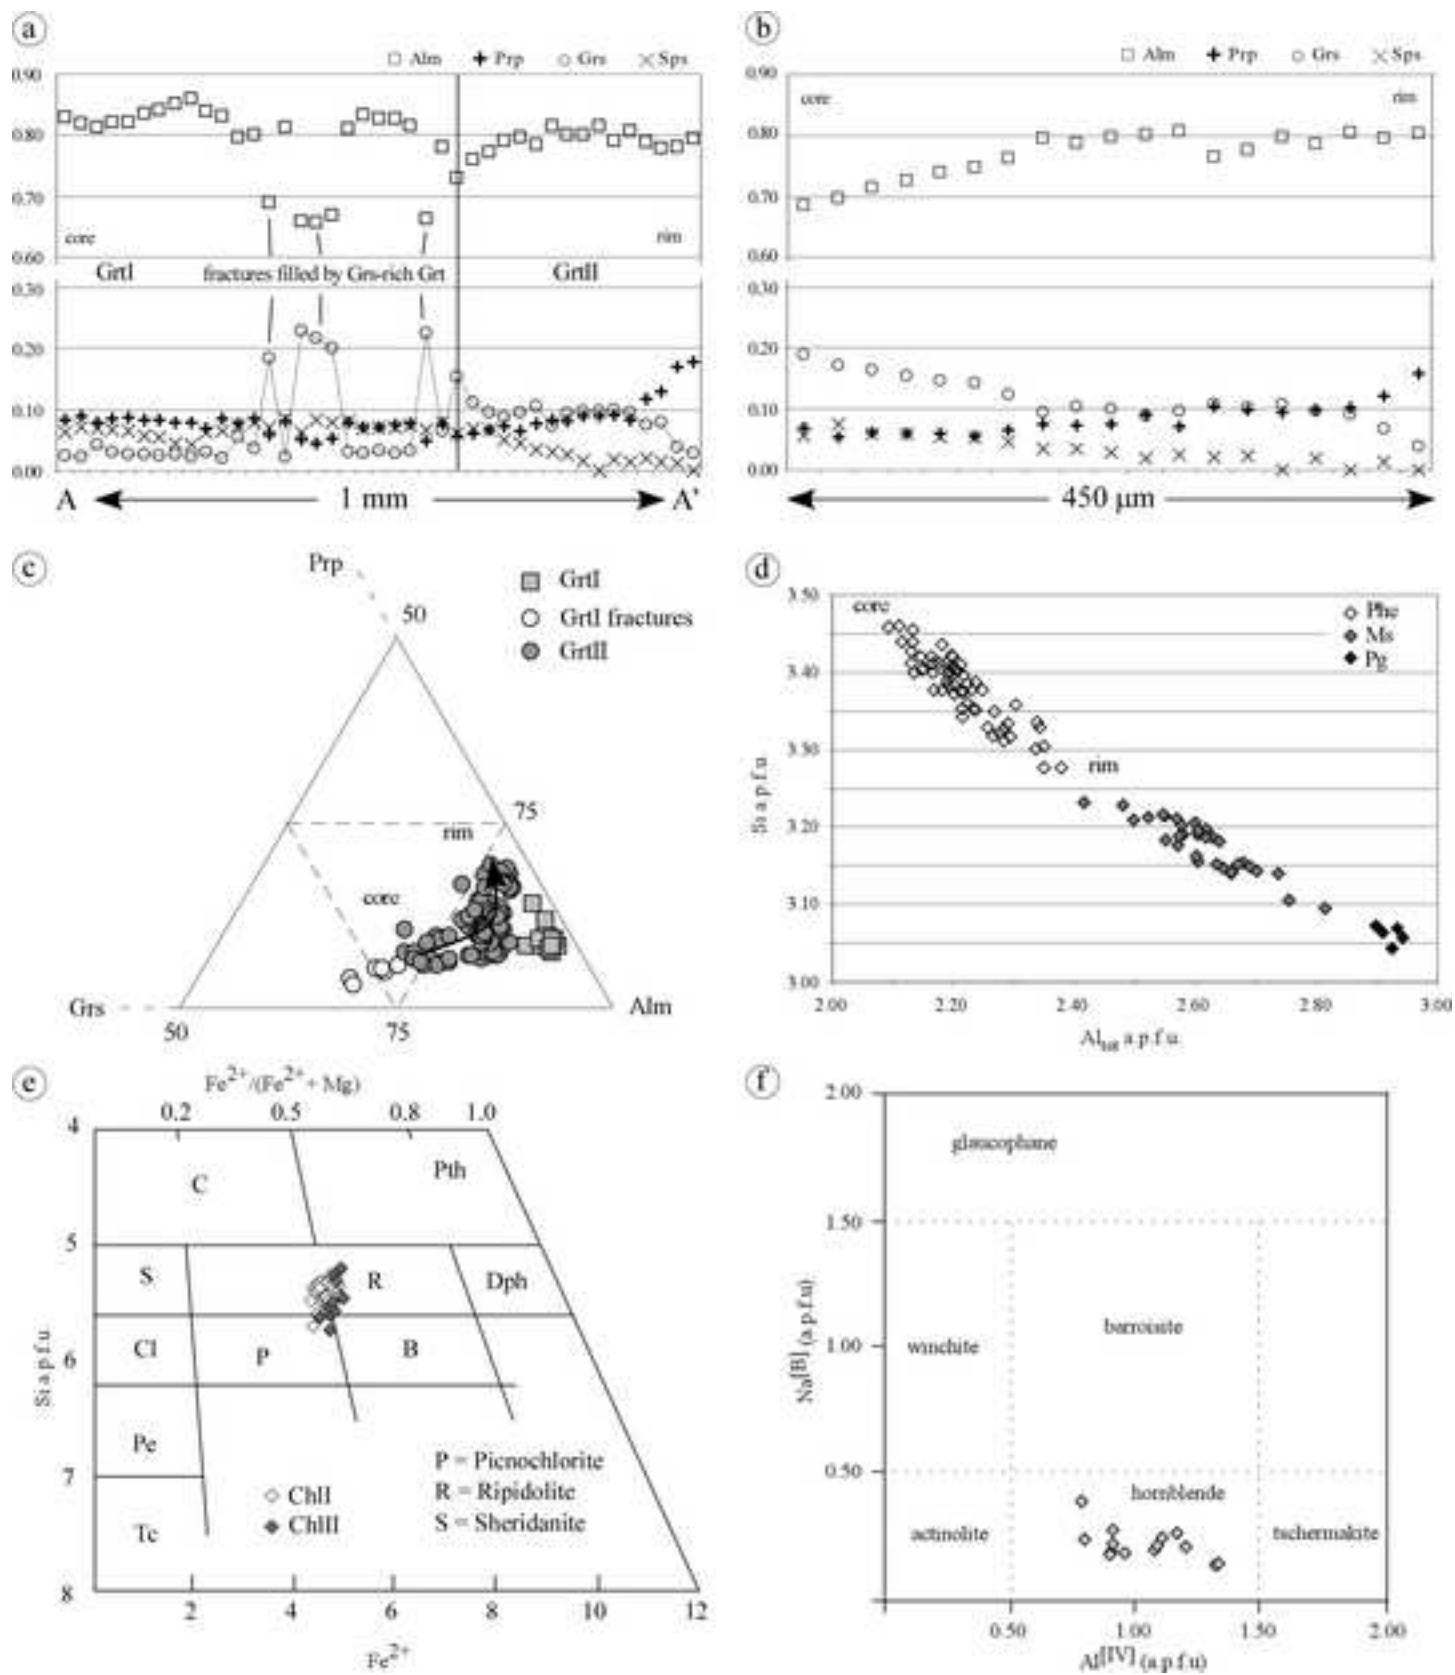 a
□ Alm ✚ Prp ○ Grs × Sps
0.90
0.80
0.70
0.60
0.30
0.20
0.10
0.00
core
rim
GrtI
fractures filled by Grs-rich Grt
GrtII
A
1 mm
A'
b
□ Alm ✚ Prp ○ Grs × Sps
0.90
0.80
0.70
0.60
0.30
0.20
0.10
0.00
core
rim
450 µm
c
Prp
50
GrtI
GrtI fractures
GrtII
75
rim
core
Grs
Alm
50
75
d
3.50
3.40
3.30
3.20
3.10
3.00
Si a.p.f.u.
core
Phe
Ms
Pg
rim
2.00
2.20
2.40
2.60
2.80
3.00
Al tot a.p.f.u.
e
Fe2+/(Fe2+ + Mg)
0.2
0.5
0.8
1.0
4
5
6
7
8
Si a.p.f.u.
C
Pth
S
R
Dph
Cl
P
B
Pe
Tc
P = Picnochlorite
R = Ripidolite
S = Sheridanite
ChlI
ChlII
2
4
6
8
10
12
Fe2+
f
2.00
1.50
1.00
0.50
Na[B] (a.p.f.u)
glaucophane
winchite
barroisite
hornblende
actinolite
tschermakite
0.50
1.00
1.50
2.00
Al[IV] (a.p.f.u)